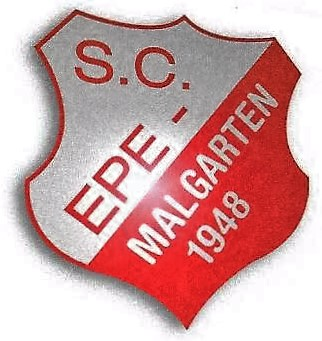 S.C.
EPE -
MALGARTEN
1948